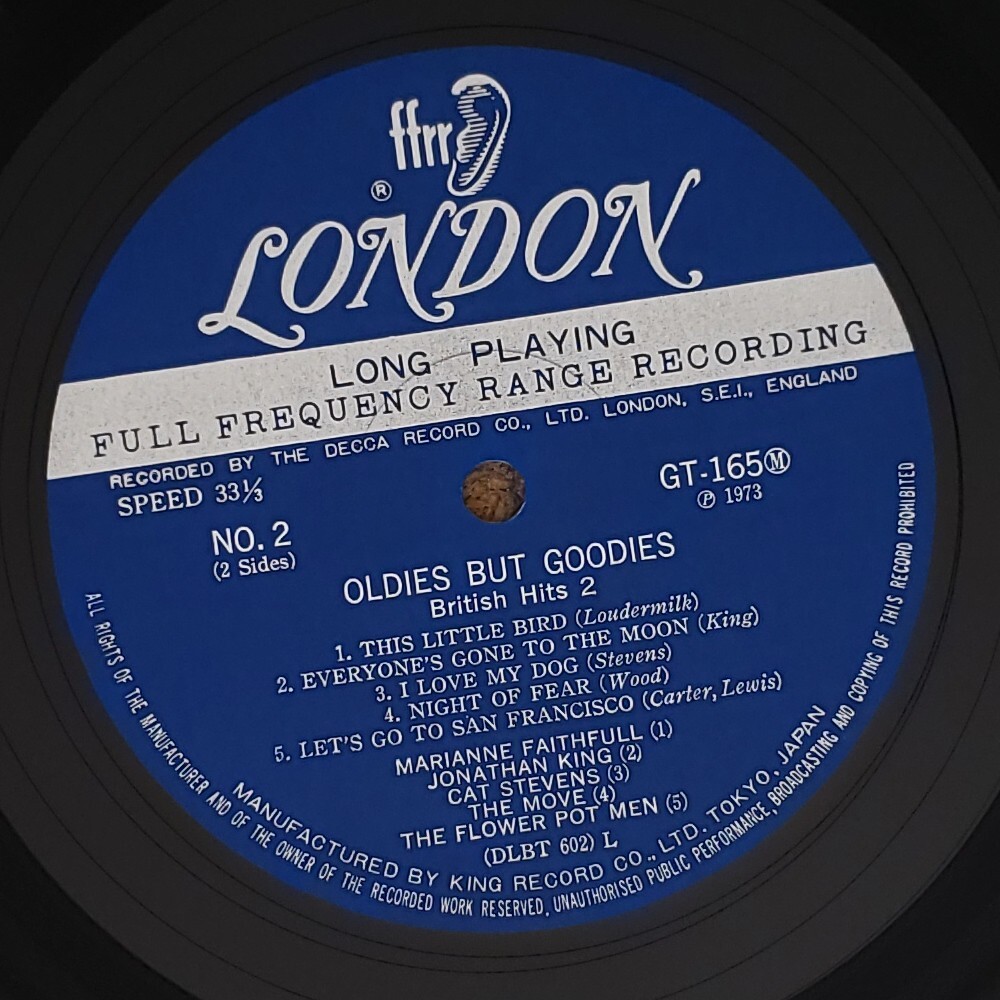 ffrr
®
LONDON
LONG PLAYING
FULL FREQUENCY RANGE RECORDING
RECORDED BY THE DECCA RECORD CO., LTD. LONDON, S.E.I., ENGLAND
SPEED 33⅓
GT-165Ⓜ
℗ 1973
NO. 2
(2 Sides)
OLDIES BUT GOODIES
British Hits 2
1. THIS LITTLE BIRD (Loudermilk)
2. EVERYONE'S GONE TO THE MOON (King)
3. I LOVE MY DOG (Stevens)
4. NIGHT OF FEAR (Wood)
5. LET'S GO TO SAN FRANCISCO (Carter, Lewis)
MARIANNE FAITHFULL (1)
JONATHAN KING (2)
CAT STEVENS (3)
THE MOVE (4)
THE FLOWER POT MEN (5)
(DLBT 602) L
MANUFACTURED BY KING RECORD CO., LTD. TOKYO, JAPAN
ALL RIGHTS OF THE MANUFACTURER AND OF THE OWNER OF THE RECORDED WORK RESERVED, UNAUTHORISED PUBLIC PERFORMANCE, BROADCASTING AND COPYING OF THIS RECORD PROHIBITED